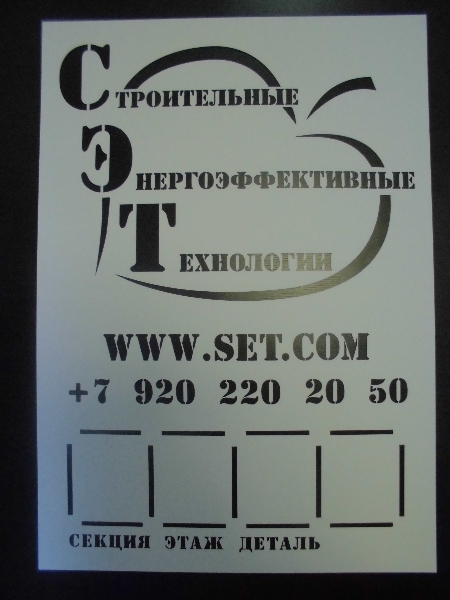 Строительные
Энергоэффективные
Технологии
WWW.SET.COM
+7 920 220 20 50
СЕКЦИЯ ЭТАЖ ДЕТАЛЬ